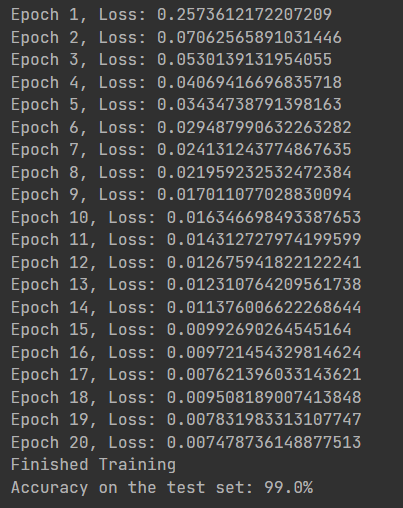 Epoch 1, Loss: 0.2573612172207209
Epoch 2, Loss: 0.07062565891031446
Epoch 3, Loss: 0.0530139131954055
Epoch 4, Loss: 0.04069416696835718
Epoch 5, Loss: 0.03434738791398163
Epoch 6, Loss: 0.029487990632263282
Epoch 7, Loss: 0.024131243774867635
Epoch 8, Loss: 0.021959232532472384
Epoch 9, Loss: 0.017011077028830094
Epoch 10, Loss: 0.016346698493387653
Epoch 11, Loss: 0.014312727974199599
Epoch 12, Loss: 0.012675941822122241
Epoch 13, Loss: 0.012310764209561738
Epoch 14, Loss: 0.011376006622268644
Epoch 15, Loss: 0.00992690264545164
Epoch 16, Loss: 0.009721454329814624
Epoch 17, Loss: 0.007621396033143621
Epoch 18, Loss: 0.009508189007413848
Epoch 19, Loss: 0.007831983313107747
Epoch 20, Loss: 0.007478736148877513
Finished Training
Accuracy on the test set: 99.0%